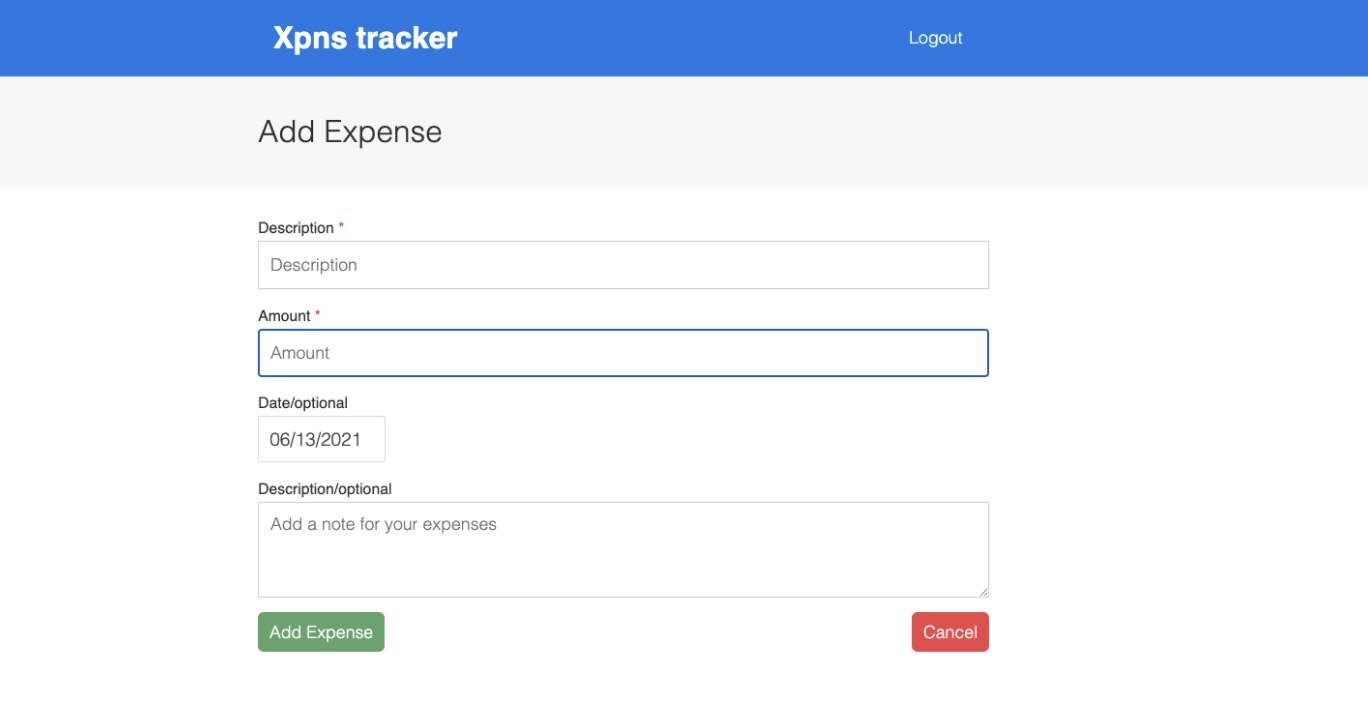 Xpns tracker
Logout
Add Expense
Description *
Description
Amount *
Amount
Date/optional
06/13/2021
Description/optional
Add a note for your expenses
Add Expense
Cancel